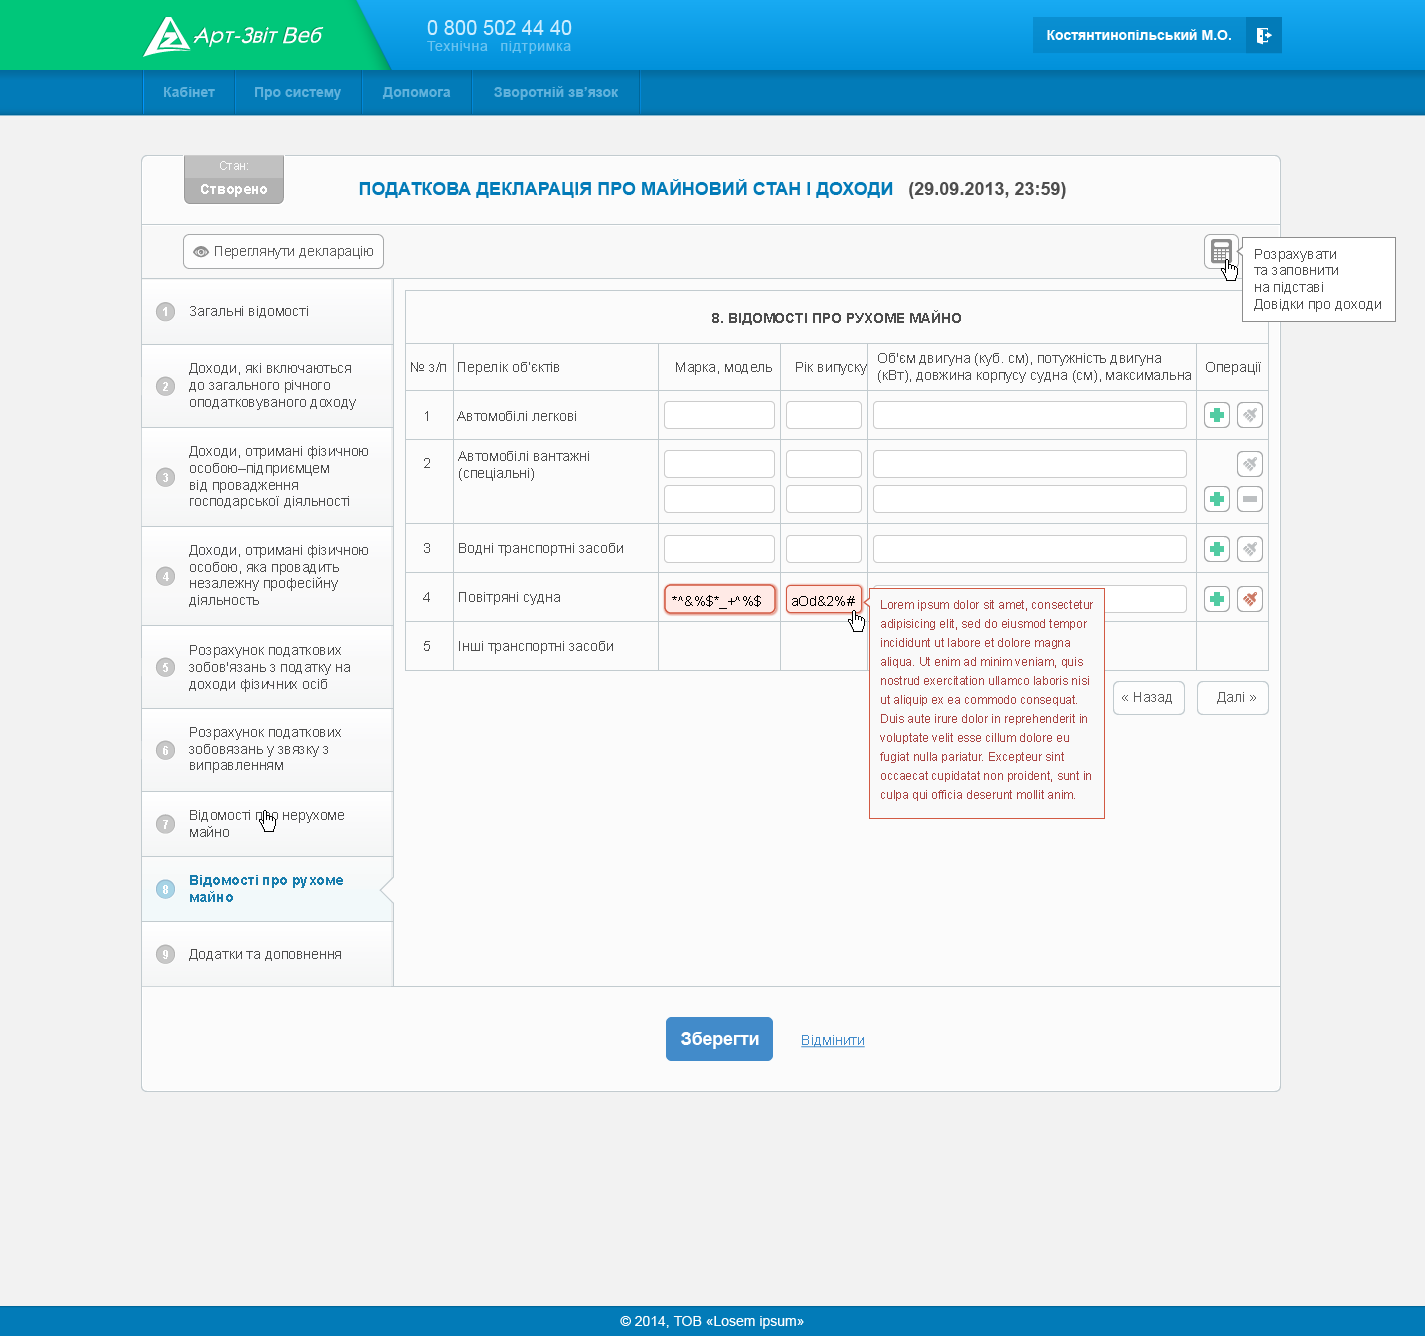 Арт-Звіт Веб
0 800 502 44 40
Технічна підтримка
Костянтинопільський М.О.
Кабінет
Про систему
Допомога
Зворотній зв'язок
Стан:
Створено
ПОДАТКОВА ДЕКЛАРАЦІЯ ПРО МАЙНОВИЙ СТАН І ДОХОДИ (29.09.2013, 23:59)
Переглянути декларацію
Розрахувати
та заповнити
на підставі
Довідки про доходи
1
Загальні відомості
2
Доходи, які включаються
до загального річного
оподатковуваного доходу
3
Доходи, отримані фізичною
особою–підприємцем
від провадження
господарської діяльності
4
Доходи, отримані фізичною
особою, яка провадить
незалежну професійну
діяльность
5
Розрахунок податкових
зобов'язань з податку на
доходи фізичних осіб
6
Розрахунок податкових
зобовязань у звязку з
виправленням
7
Відомості про нерухоме
майно
8
Відомості про рухоме
майно
9
Додатки та доповнення
8. ВІДОМОСТІ ПРО РУХОМЕ МАЙНО
№ з/п
Перелік об'єктів
Марка, модель
Рік випуску
Об'єм двигуна (куб. см), потужність двигуна
(кВт), довжина корпусу судна (см), максимальна
Операції
1
Автомобілі легкові
2
Автомобілі вантажні
(спеціальні)
3
Водні транспортні засоби
4
Повітряні судна
*^&%$*_+^%$
aOd&2%#
5
Інші транспортні засоби
Lorem ipsum dolor sit amet, consectetur
adipisicing elit, sed do eiusmod tempor
incididunt ut labore et dolore magna
aliqua. Ut enim ad minim veniam, quis
nostrud exercitation ullamco laboris nisi
ut aliquip ex ea commodo consequat.
Duis aute irure dolor in reprehenderit in
voluptate velit esse cillum dolore eu
fugiat nulla pariatur. Excepteur sint
occaecat cupidatat non proident, sunt in
culpa qui officia deserunt mollit anim.
« Назад
Далі »
Зберегти
Відмінити
© 2014, ТОВ «Losem ipsum»